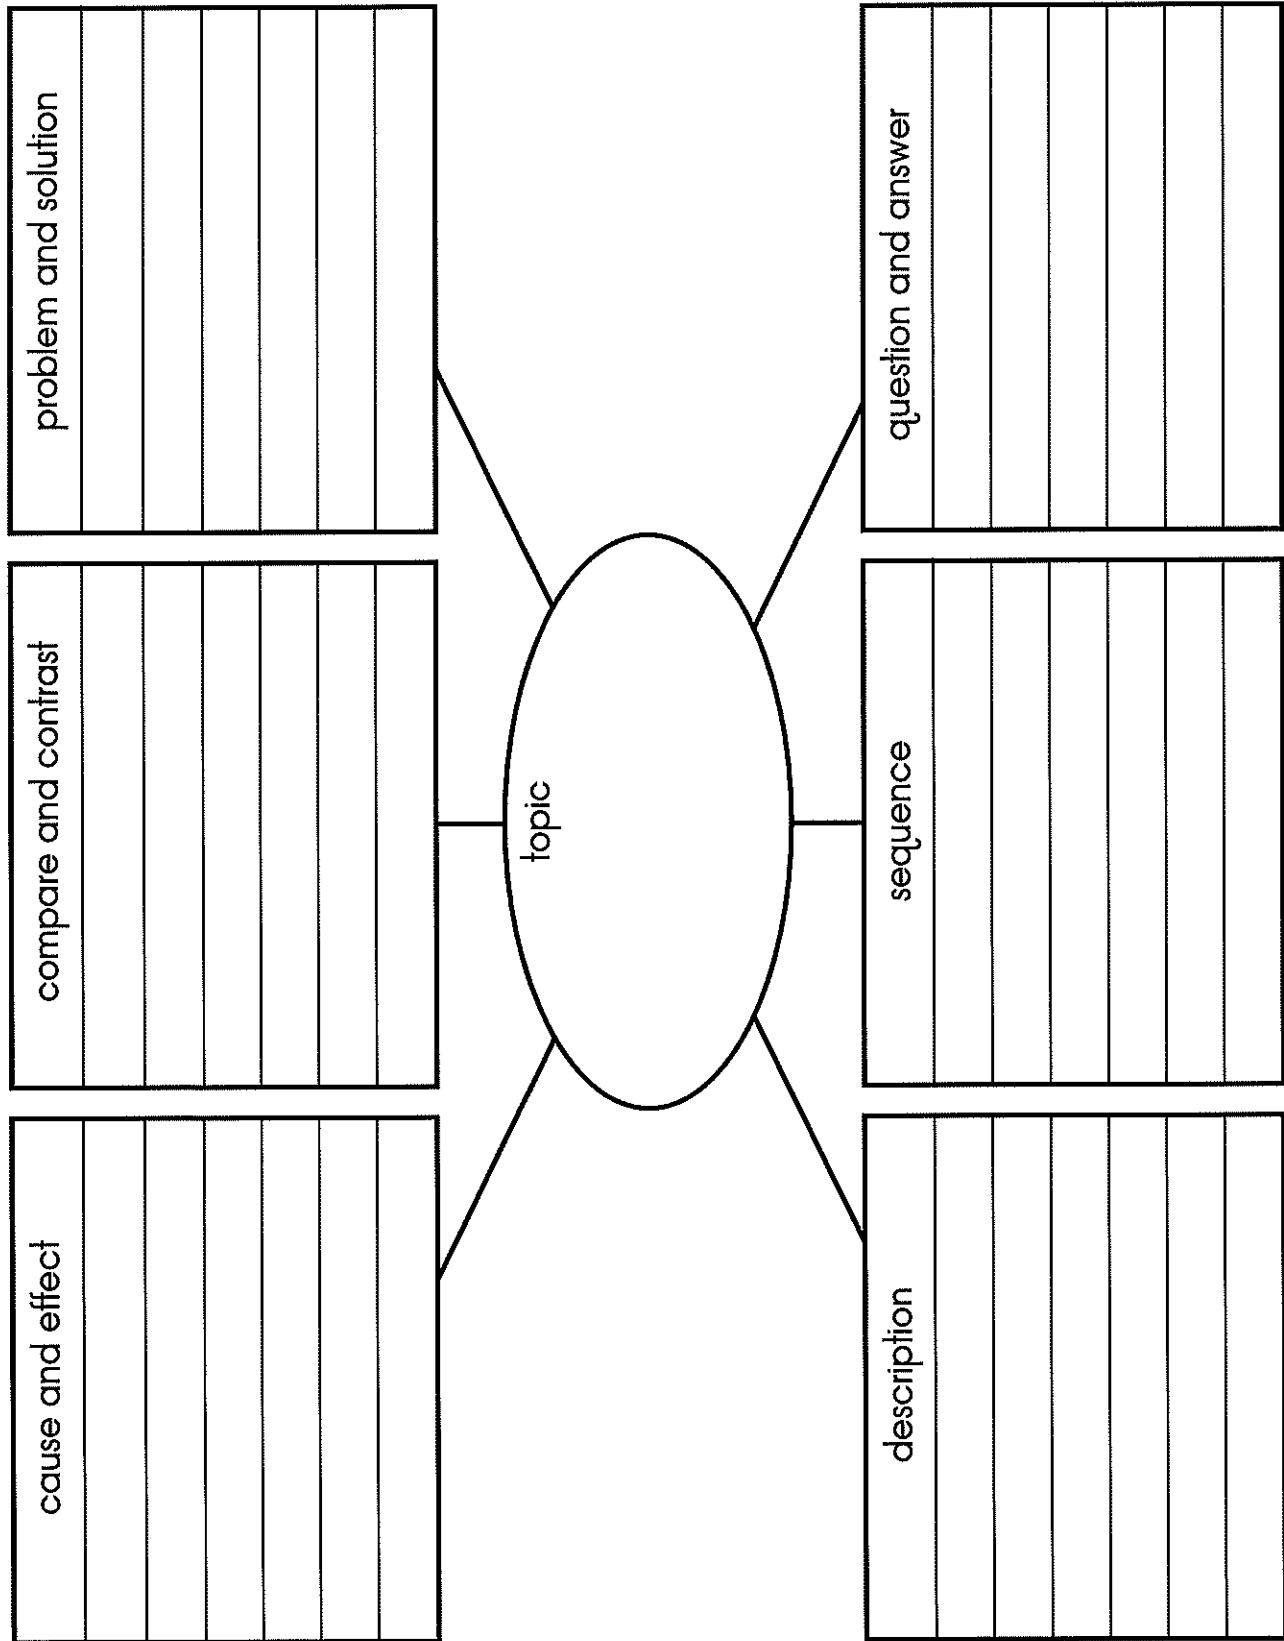 cause and effect
compare and contrast
problem and solution
topic
description
sequence
question and answer